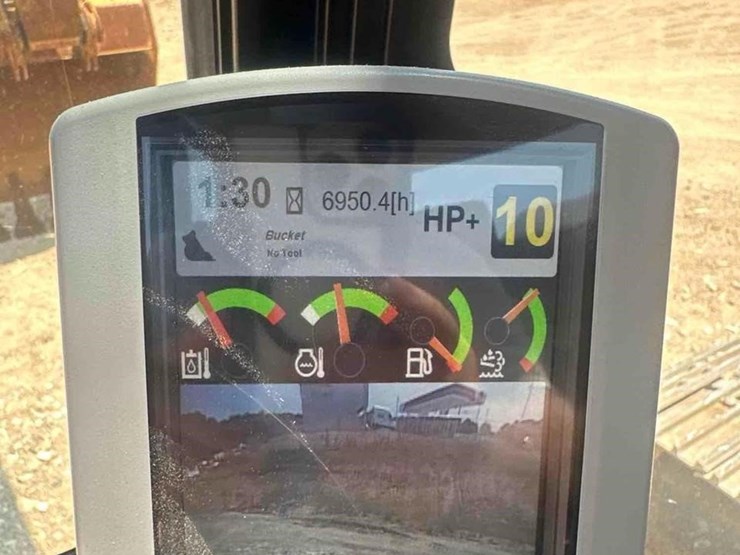 1:30 6950.4[h] HP+ 10
Bucket
No Tool